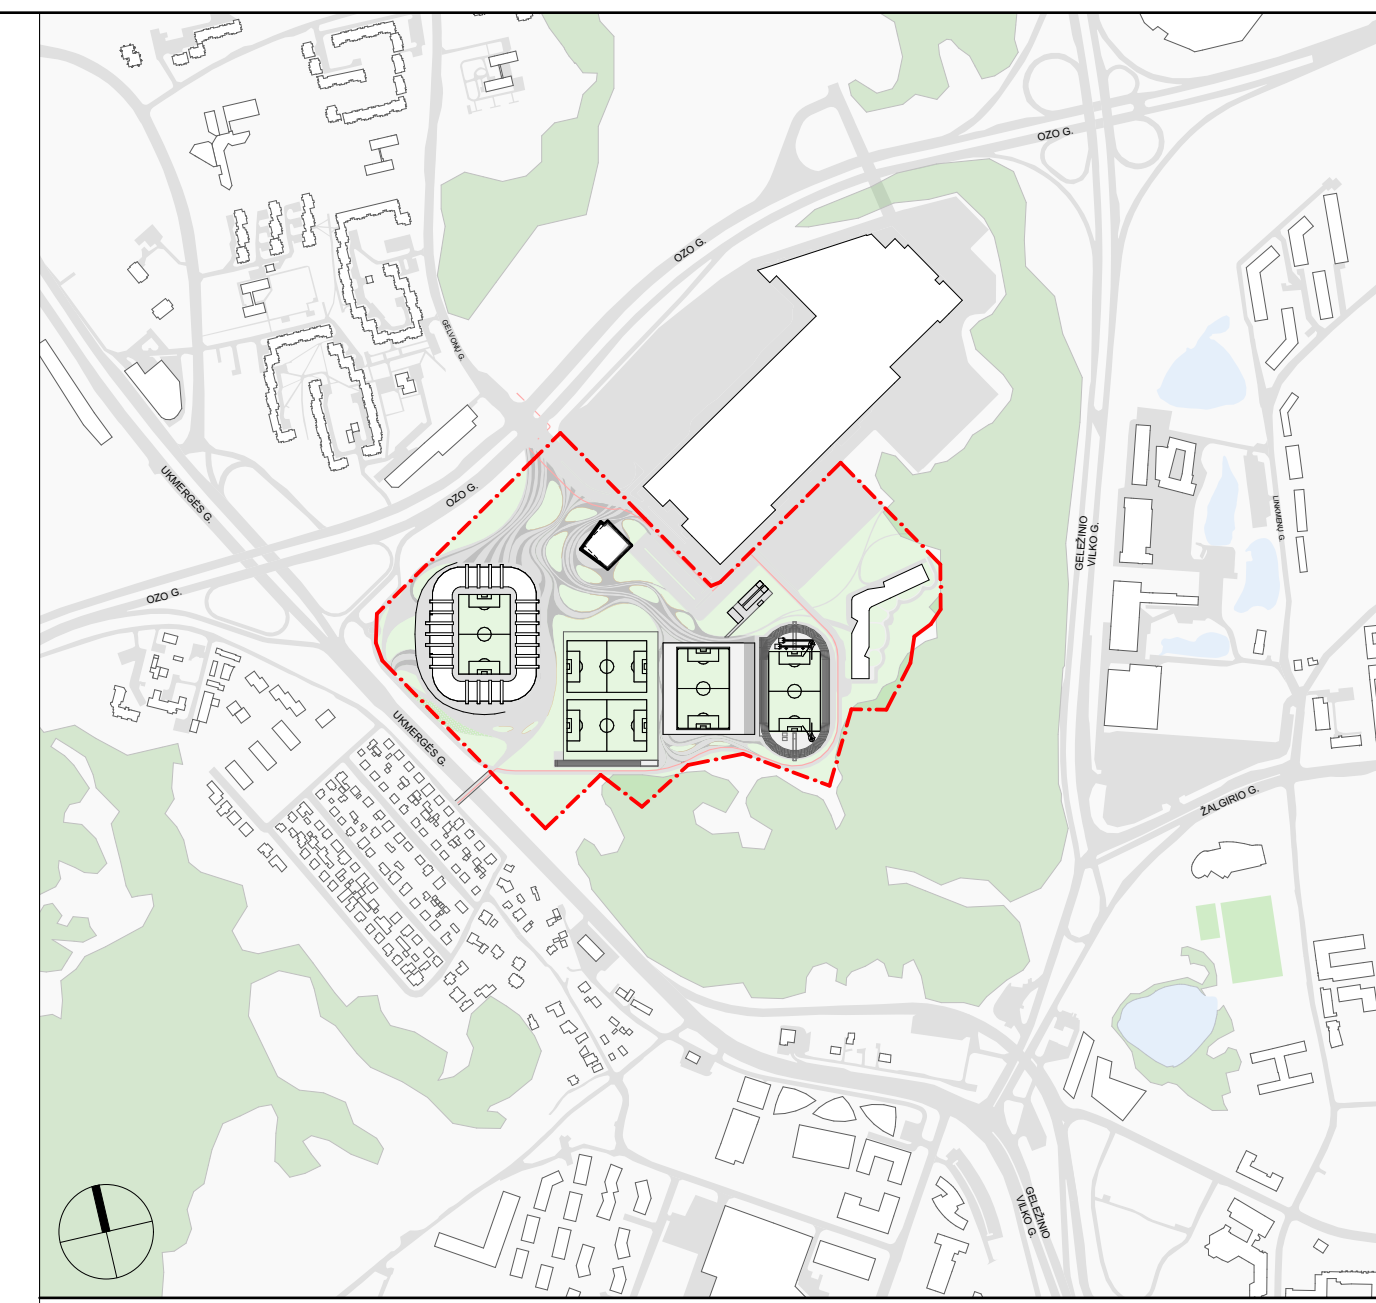 OZO G.
OZO G.
GELVONŲ G.
UKMERGĖS G.
OZO G.
LINKMENŲ G.
GELEŽINIO
VILKO G.
OZO G.
UKMERGĖS G.
ŽALGIRIO G.
GELEŽINIO
VILKO G.